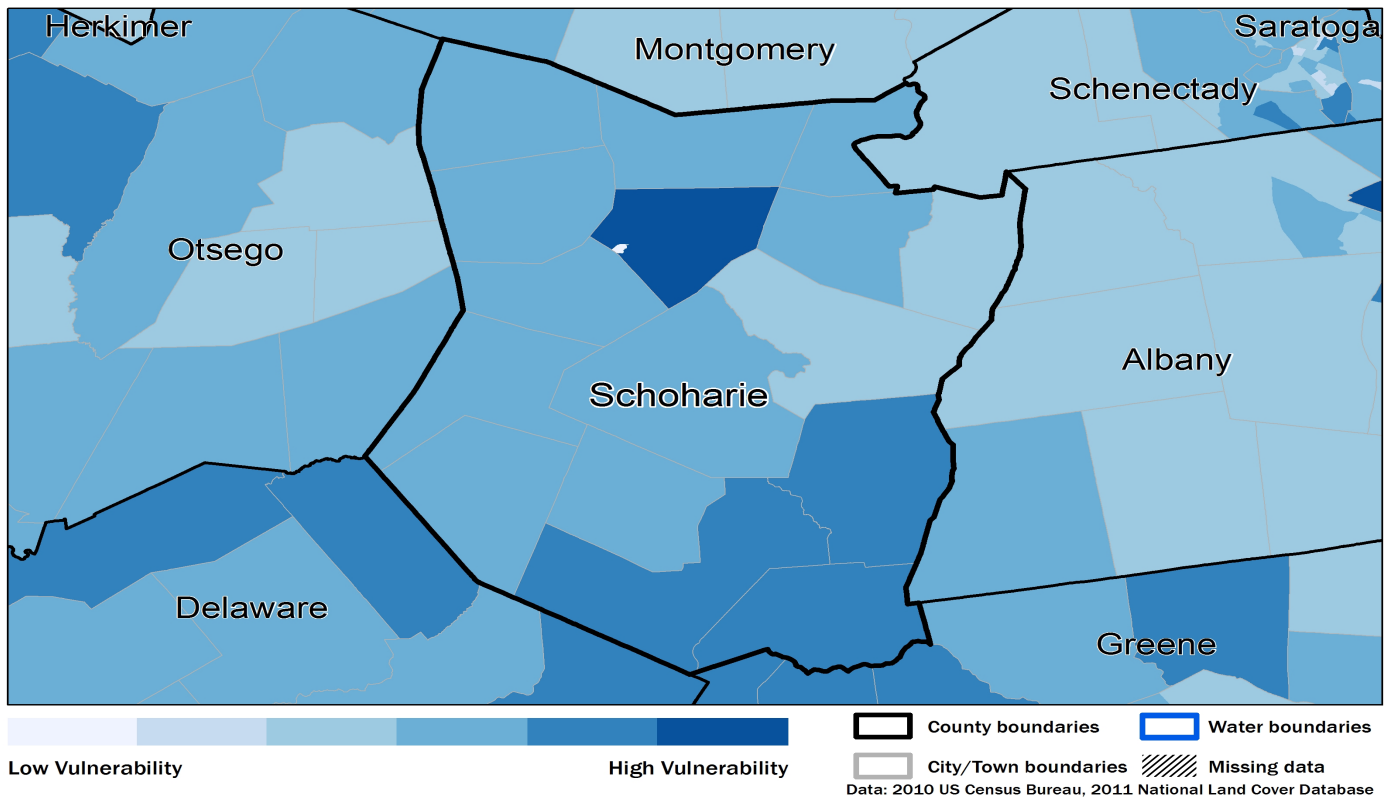 Herkimer
Saratoga
Montgomery
Schenectady
Otsego
Albany
Schoharie
Delaware
Greene
Low Vulnerability
High Vulnerability
County boundaries
Water boundaries
City/Town boundaries
Missing data
Data: 2010 US Census Bureau, 2011 National Land Cover Database